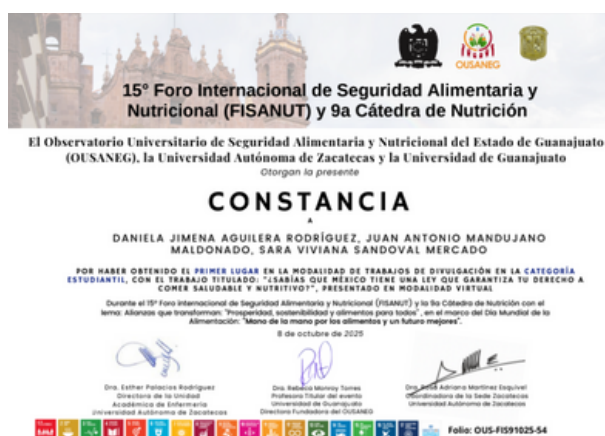 OUSANEG
15° Foro Internacional de Seguridad Alimentaria y
Nutricional (FISANUT) y 9a Cátedra de Nutrición
El Observatorio Universitario de Seguridad Alimentaria y Nutricional del Estado de Guanajuato
(OUSANEG), la Universidad Autónoma de Zacatecas y la Universidad de Guanajuato
Otorgan la presente
CONSTANCIA
A
DANIELA JIMENA AGUILERA RODRÍGUEZ, JUAN ANTONIO MANDUJANO
MALDONADO, SARA VIVIANA SANDOVAL MERCADO
POR HABER OBTENIDO EL PRIMER LUGAR EN LA MODALIDAD DE TRABAJOS DE DIVULGACIÓN EN LA CATEGORÍA
ESTUDIANTIL, CON EL TRABAJO TITULADO: "¿SABÍAS QUE MÉXICO TIENE UNA LEY QUE GARANTIZA TU DERECHO A
COMER SALUDABLE Y NUTRITIVO?", PRESENTADO EN MODALIDAD VIRTUAL
Durante el 15° Foro internacional de Seguridad Alimentaria y Nutricional (FISANUT) y la 9a Cátedra de Nutrición con el
lema: Alianzas que transforman: "Prosperidad, sostenibilidad y alimentos para todos", en el marco del Día Mundial de la
Alimentación: "Mano de la mano por los alimentos y un futuro mejores".
8 de octubre de 2025
Dra. Esther Palacios Rodríguez
Directora de la Unidad
Académica de Enfermería
Universidad Autónoma de Zacatecas
Dra. Rebeca Monroy Torres
Profesora Titular del evento
Universidad de Guanajuato
Directora Fundadora del OUSANEG
Dra. Rosé Adriana Martínez Esquivel
Coordinadora de la Sede Zacatecas
Universidad Autónoma de Zacatecas
Folio: OUS-FIS91025-54